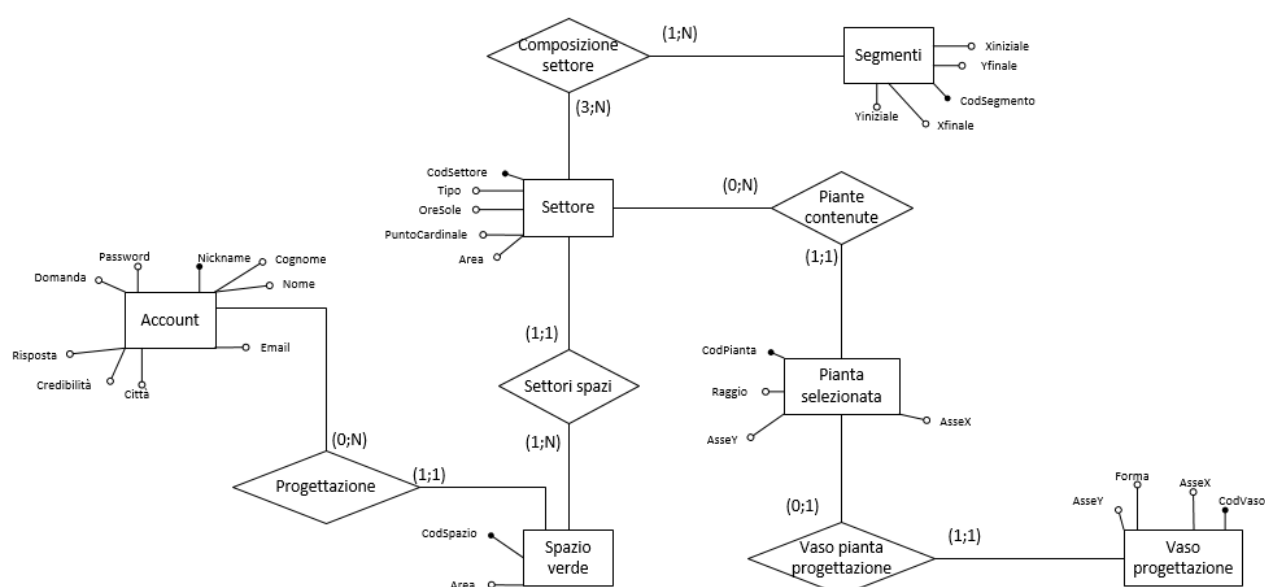 (1;N)
Composizione
settore
Segmenti
Xiniziale
Yfinale
CodSegmento
Yiniziale
Xfinale
(3;N)
CodSettore
Tipo
OreSole
PuntoCardinale
Area
Settore
(0;N)
Piante
contenute
(1;1)
Password
Nickname
Cognome
Domanda
Nome
Account
Risposta
Email
Credibilità
Città
(1;1)
Settori spazi
(1;N)
CodPianta
Raggio
AsseY
Pianta
selezionata
AsseX
(0;N)
Progettazione
(1;1)
CodSpazio
Area
Spazio
verde
(0;1)
Vaso pianta
progettazione
(1;1)
AsseY
Forma
AsseX
CodVaso
Vaso
progettazione